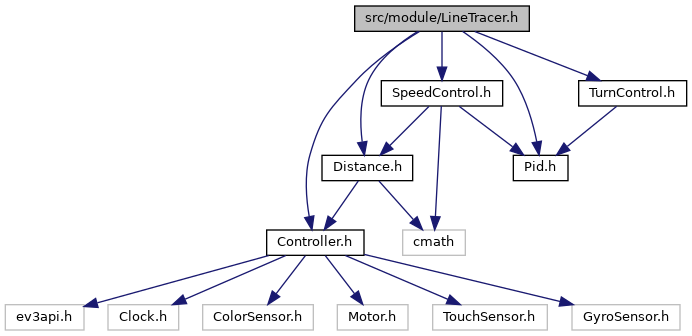 src/module/LineTracer.h
SpeedControl.h
TurnControl.h
Distance.h
Pid.h
Controller.h
cmath
ev3api.h
Clock.h
ColorSensor.h
Motor.h
TouchSensor.h
GyroSensor.h